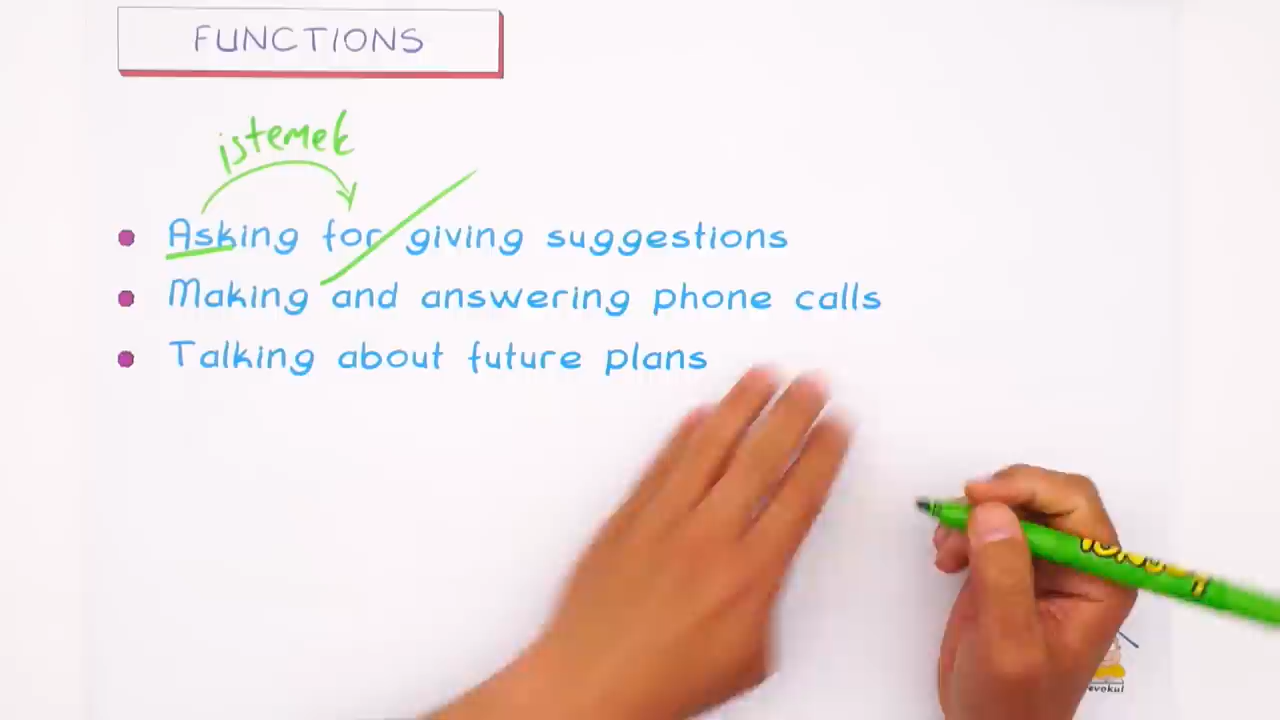 FUNCTIONS
istemek
Asking for giving suggestions
Making and answering phone calls
Talking about future plans